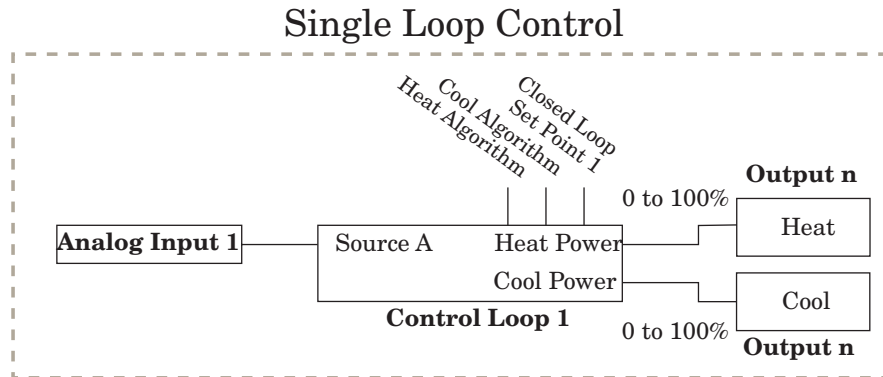 Single Loop Control
Heat Algorithm
Cool Algorithm
Closed Loop
Set Point 1
Output n
0 to 100%
Analog Input 1
Source A
Heat Power
Heat
Cool Power
Cool
Control Loop 1
0 to 100%
Output n